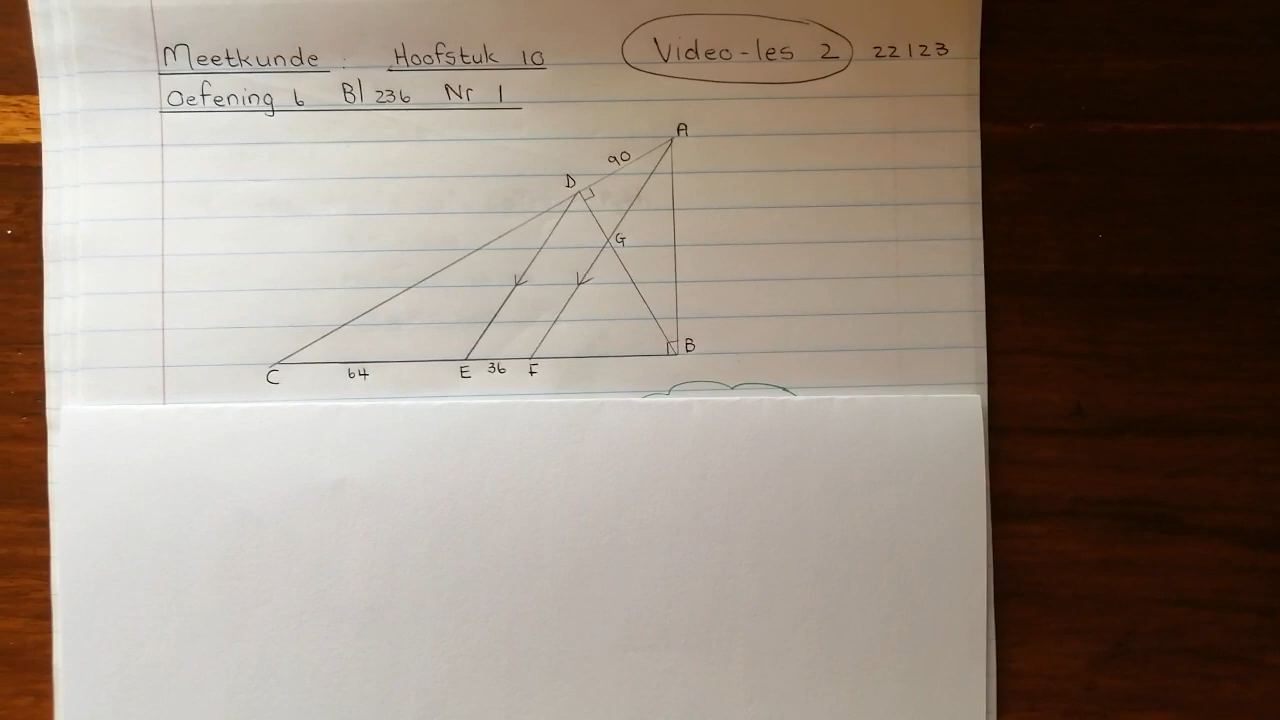 Meetkunde : Hoofstuk 10
Video-les 2 22123
Oefening 6 Bl 236 Nr 1
A
90
D
G
B
C
64
E
36
F